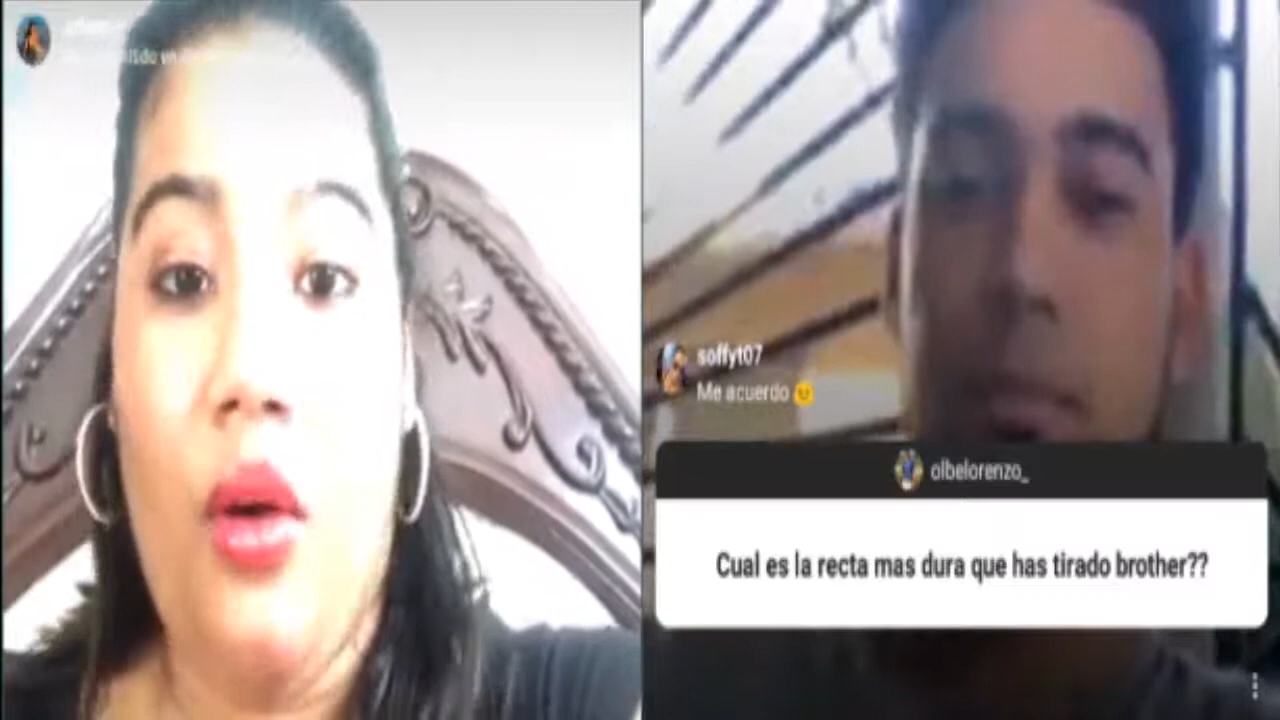 soffyt07
Me acuerdo 😉
olbelorenzo_
Cual es la recta mas dura que has tirado brother??